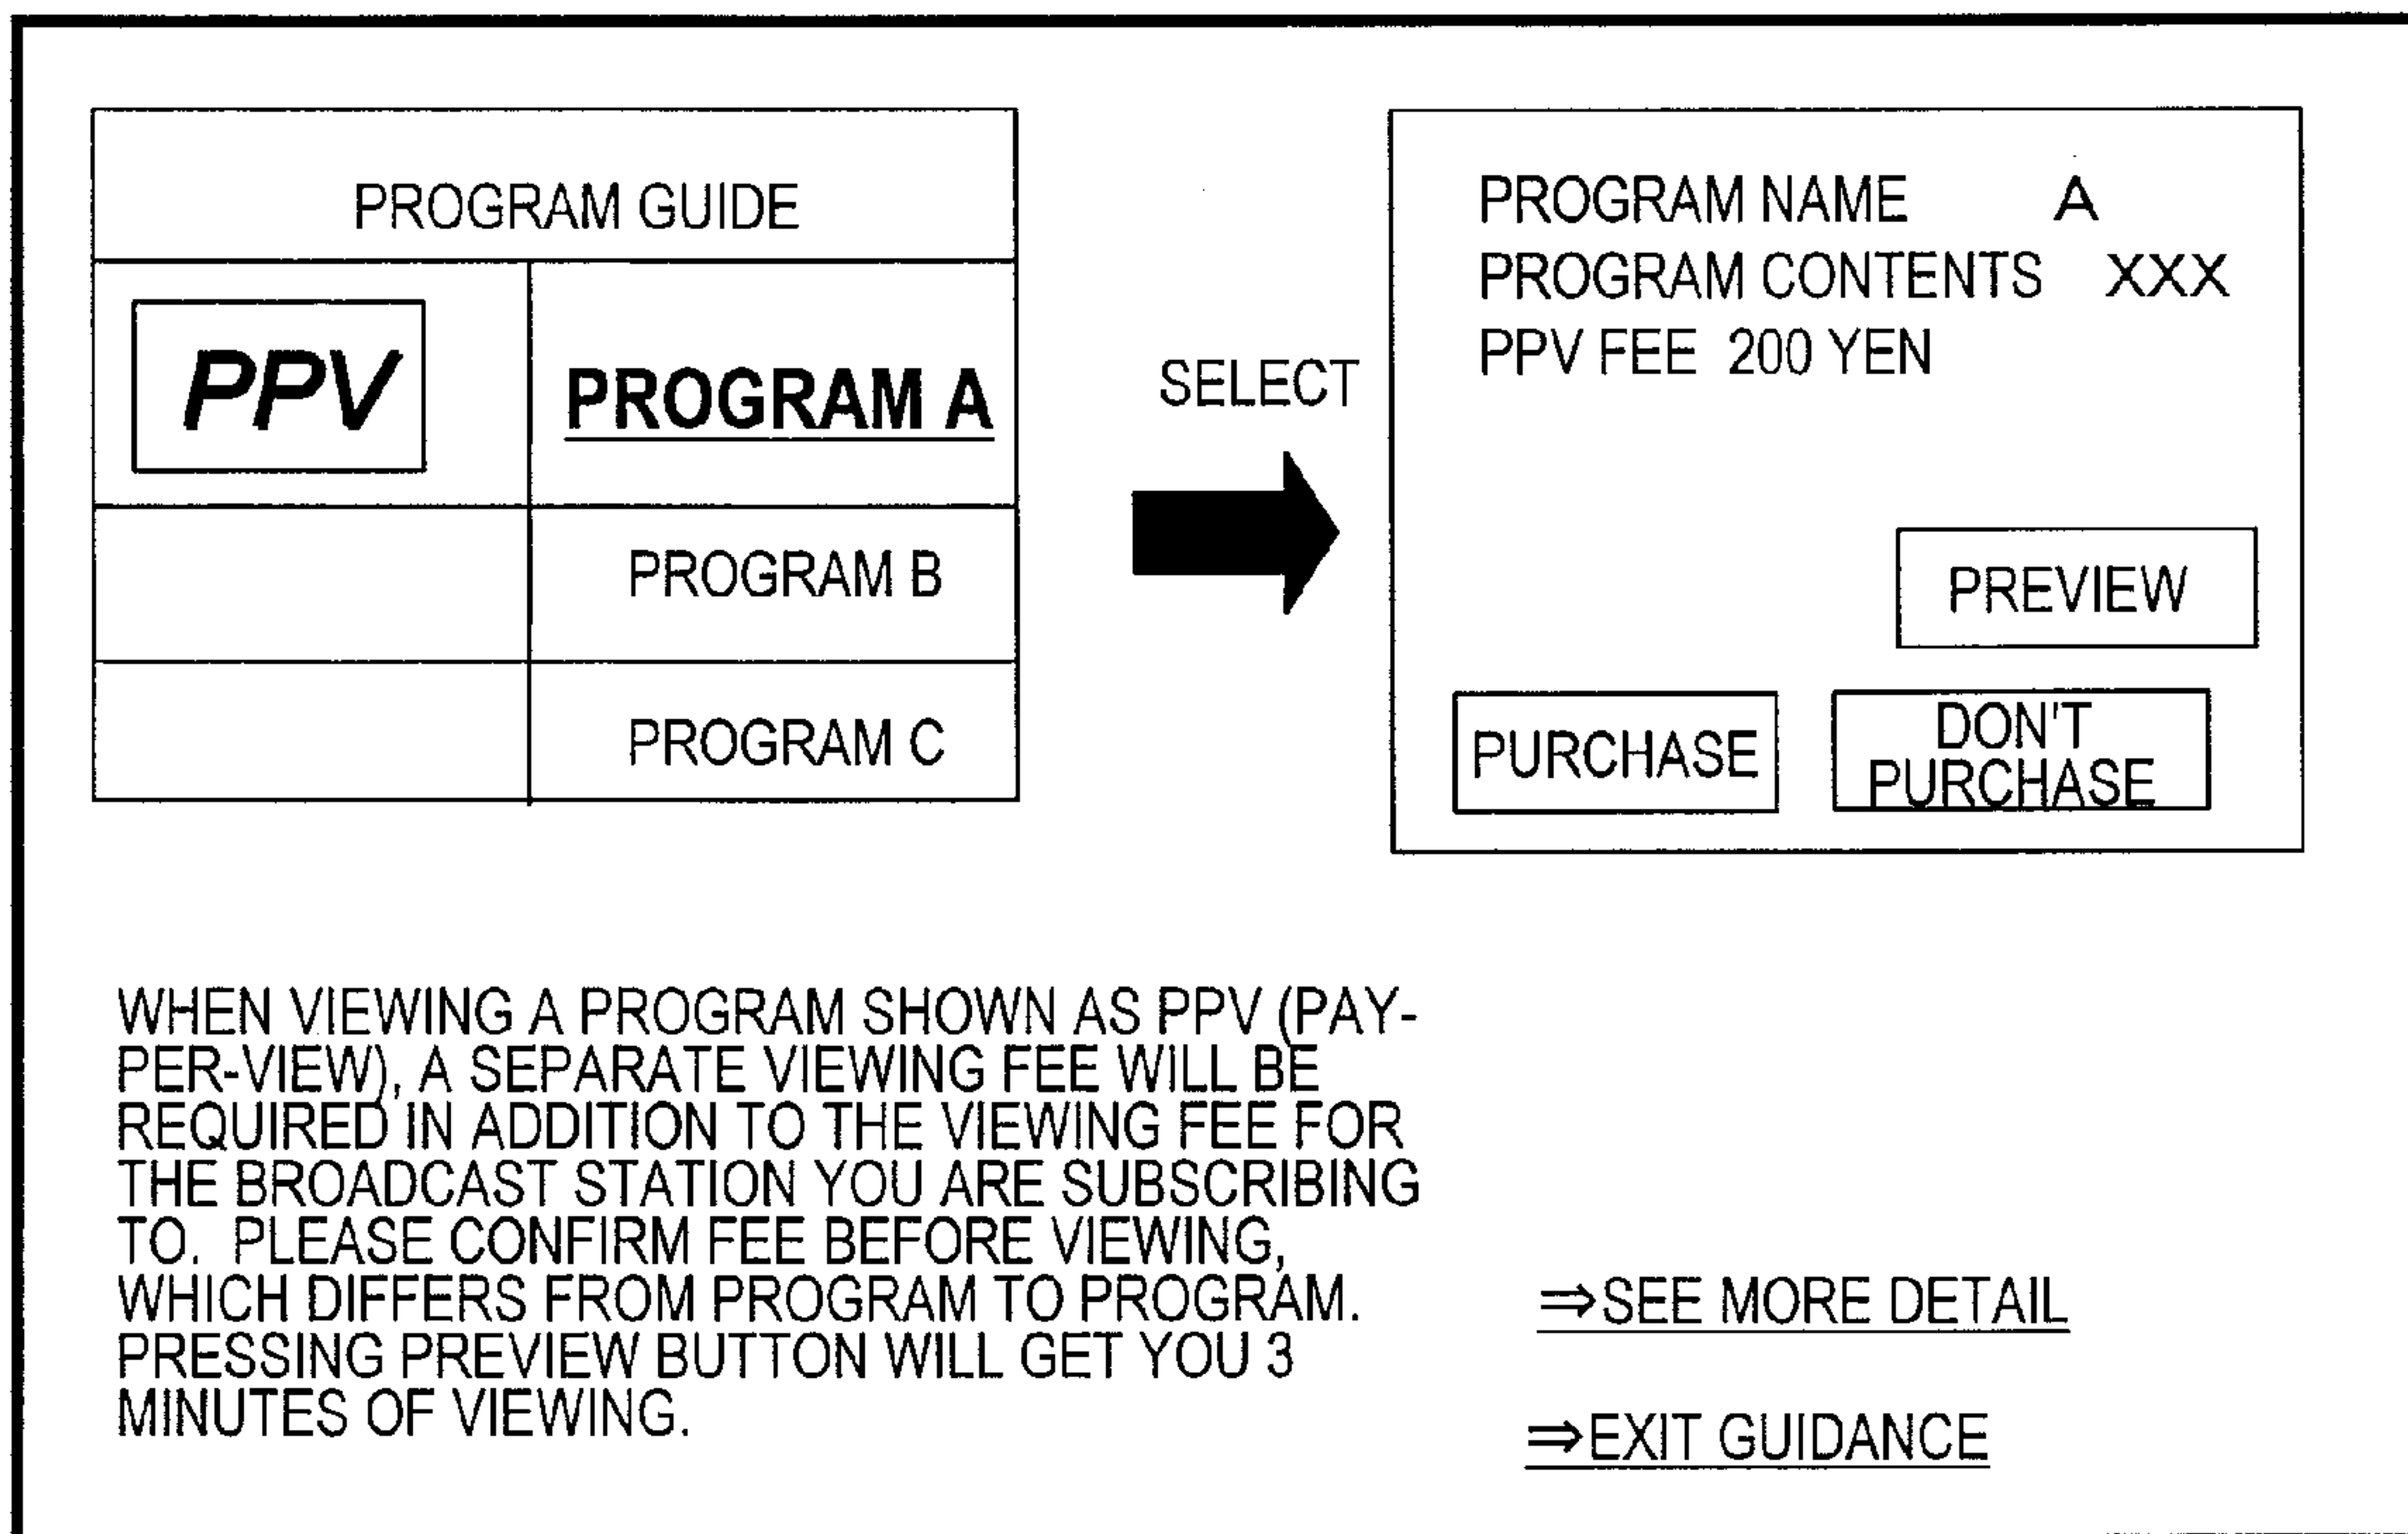 PROGRAM GUIDE
PPV
PROGRAM A
PROGRAM B
PROGRAM C
SELECT
PROGRAM NAME A
PROGRAM CONTENTS XXX
PPV FEE 200 YEN
PREVIEW
PURCHASE
DON'T
PURCHASE
WHEN VIEWING A PROGRAM SHOWN AS PPV (PAY-
PER-VIEW), A SEPARATE VIEWING FEE WILL BE
REQUIRED IN ADDITION TO THE VIEWING FEE FOR
THE BROADCAST STATION YOU ARE SUBSCRIBING
TO. PLEASE CONFIRM FEE BEFORE VIEWING,
WHICH DIFFERS FROM PROGRAM TO PROGRAM.
PRESSING PREVIEW BUTTON WILL GET YOU 3
MINUTES OF VIEWING.
⇒SEE MORE DETAIL
⇒EXIT GUIDANCE